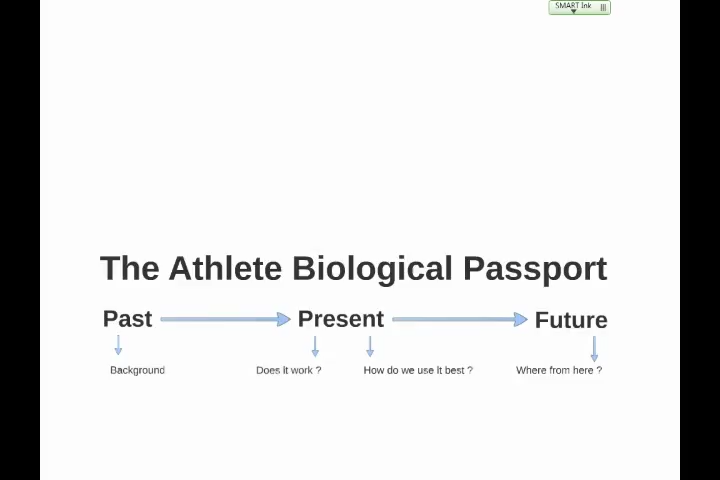 SMART Ink
The Athlete Biological Passport
Past Present Future
Background Does it work ? How do we use it best ? Where from here ?